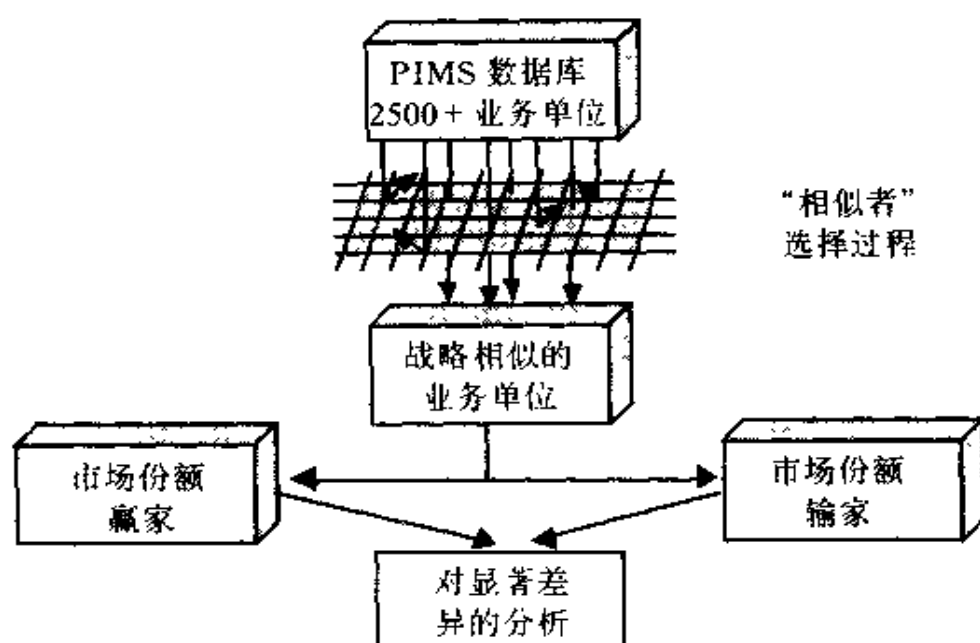 PIMS 数据库
2500+ 业务单位
“相似者”
选择过程
战略相似的
业务单位
市场份额
赢家
市场份额
输家
对显著差
异的分析